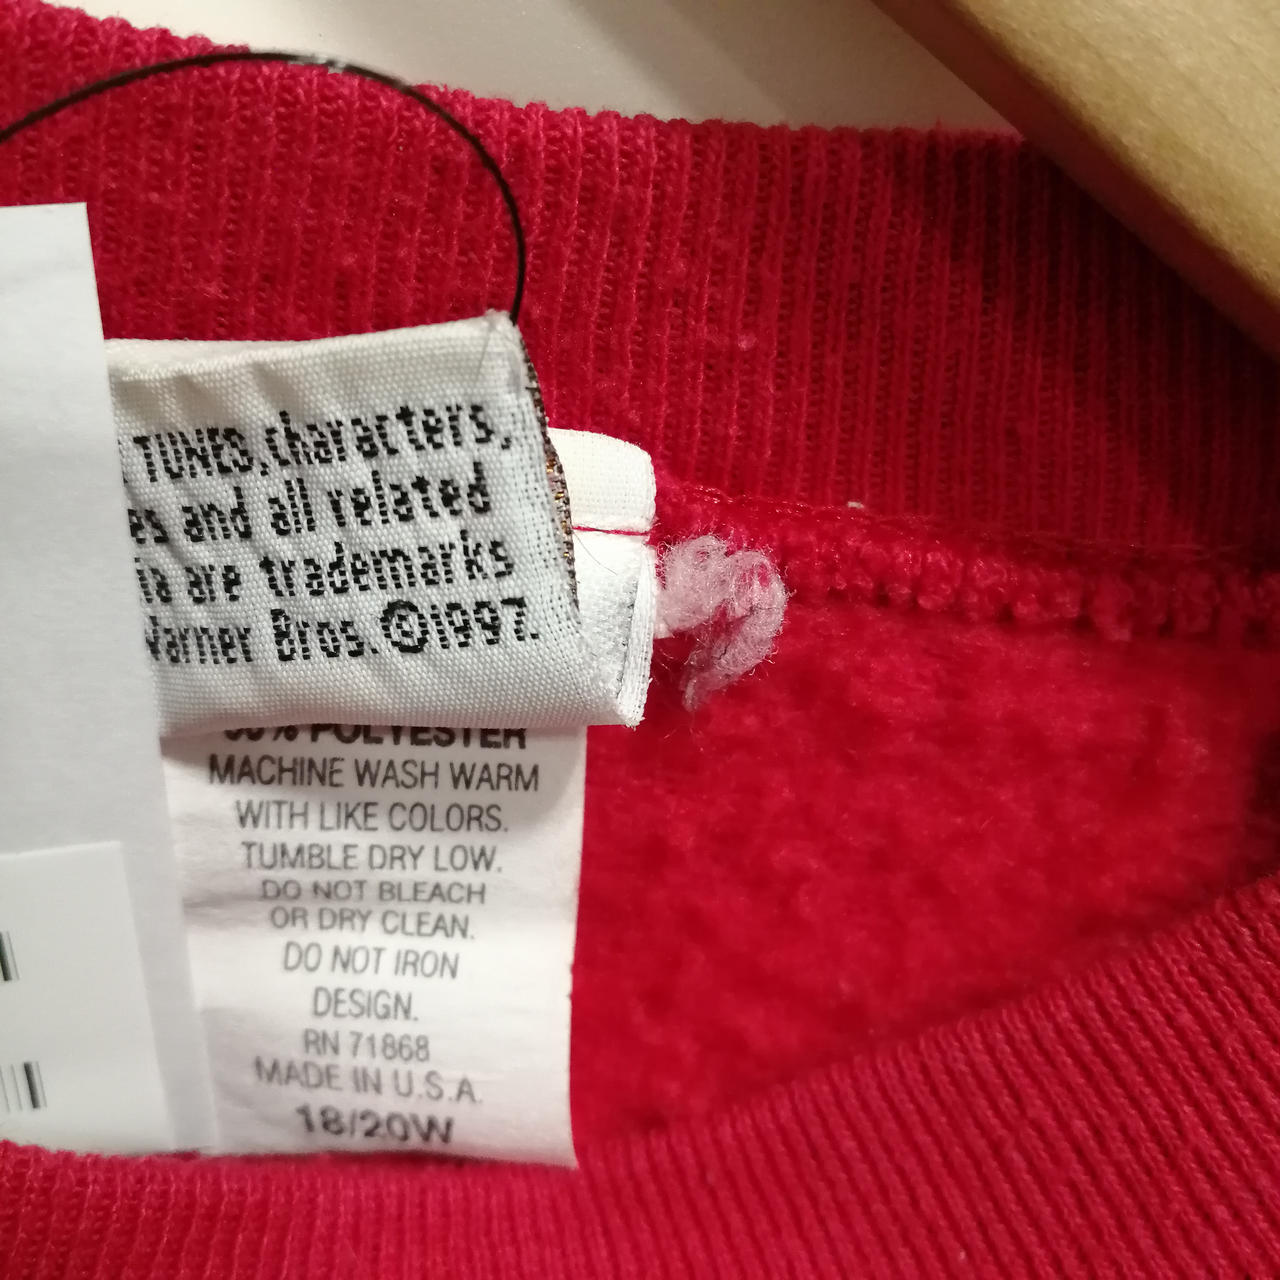 TUNES, characters,
es and all related
ia are trademarks
Warner Bros. ©1997.
POLYESTER
MACHINE WASH WARM
WITH LIKE COLORS.
TUMBLE DRY LOW.
DO NOT BLEACH
OR DRY CLEAN.
DO NOT IRON
DESIGN.
RN 71868
MADE IN U.S.A.
18/20W